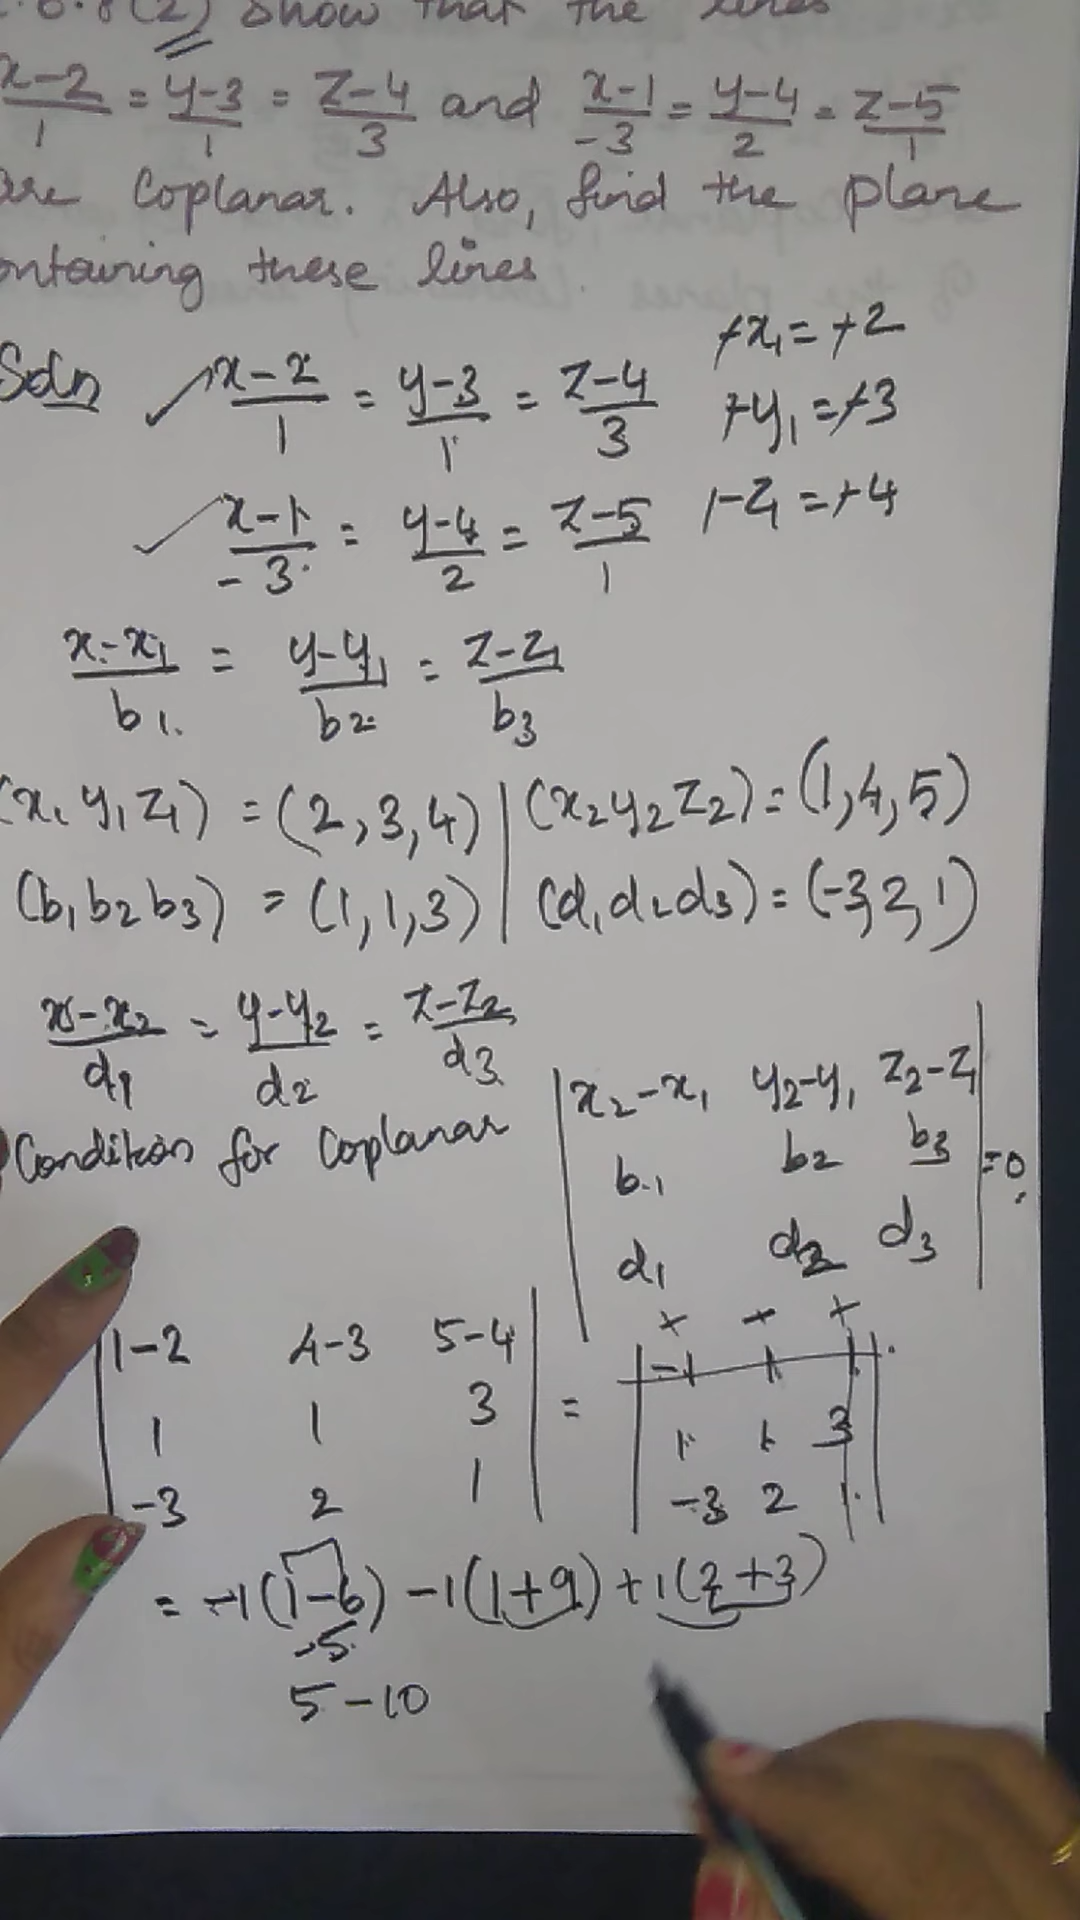 .8(2) Show that the lines
x-2/1 = y-3/1 = z-4/3 and x-1/-3 = y-4/2 = z-5/1
are Coplanar. Also, find the plane
ontaining these lines.
Soln x-2/1 = y-3/1 = z-4/3 +x₁ = +2
+y₁ = +3
x-1/-3 = y-4/2 = z-5/1 +z₁ = +4
x-x₁/b₁ = y-y₁/b₂ = z-z₁/b₃
(x₁ y₁ z₁) = (2, 3, 4) | (x₂ y₂ z₂) = (1, 4, 5)
(b₁ b₂ b₃) = (1, 1, 3) | (d₁ d₂ d₃) = (-3, 2, 1)
x-x₂/d₁ = y-y₂/d₂ = z-z₂/d₃
Condition for Coplanar
| x₂-x₁ y₂-y₁ z₂-z₁ |
| b₁ b₂ b₃ | = 0.
| d₁ d₂ d₃ |
+ - +
| 1-2 4-3 5-4 | | -1 1 1 |
| 1 1 3 | = | 1 1 3 |
| -3 2 1 | | -3 2 1 |
= -1(1-6) -1(1+9) +1(2+3)
-5
5-10